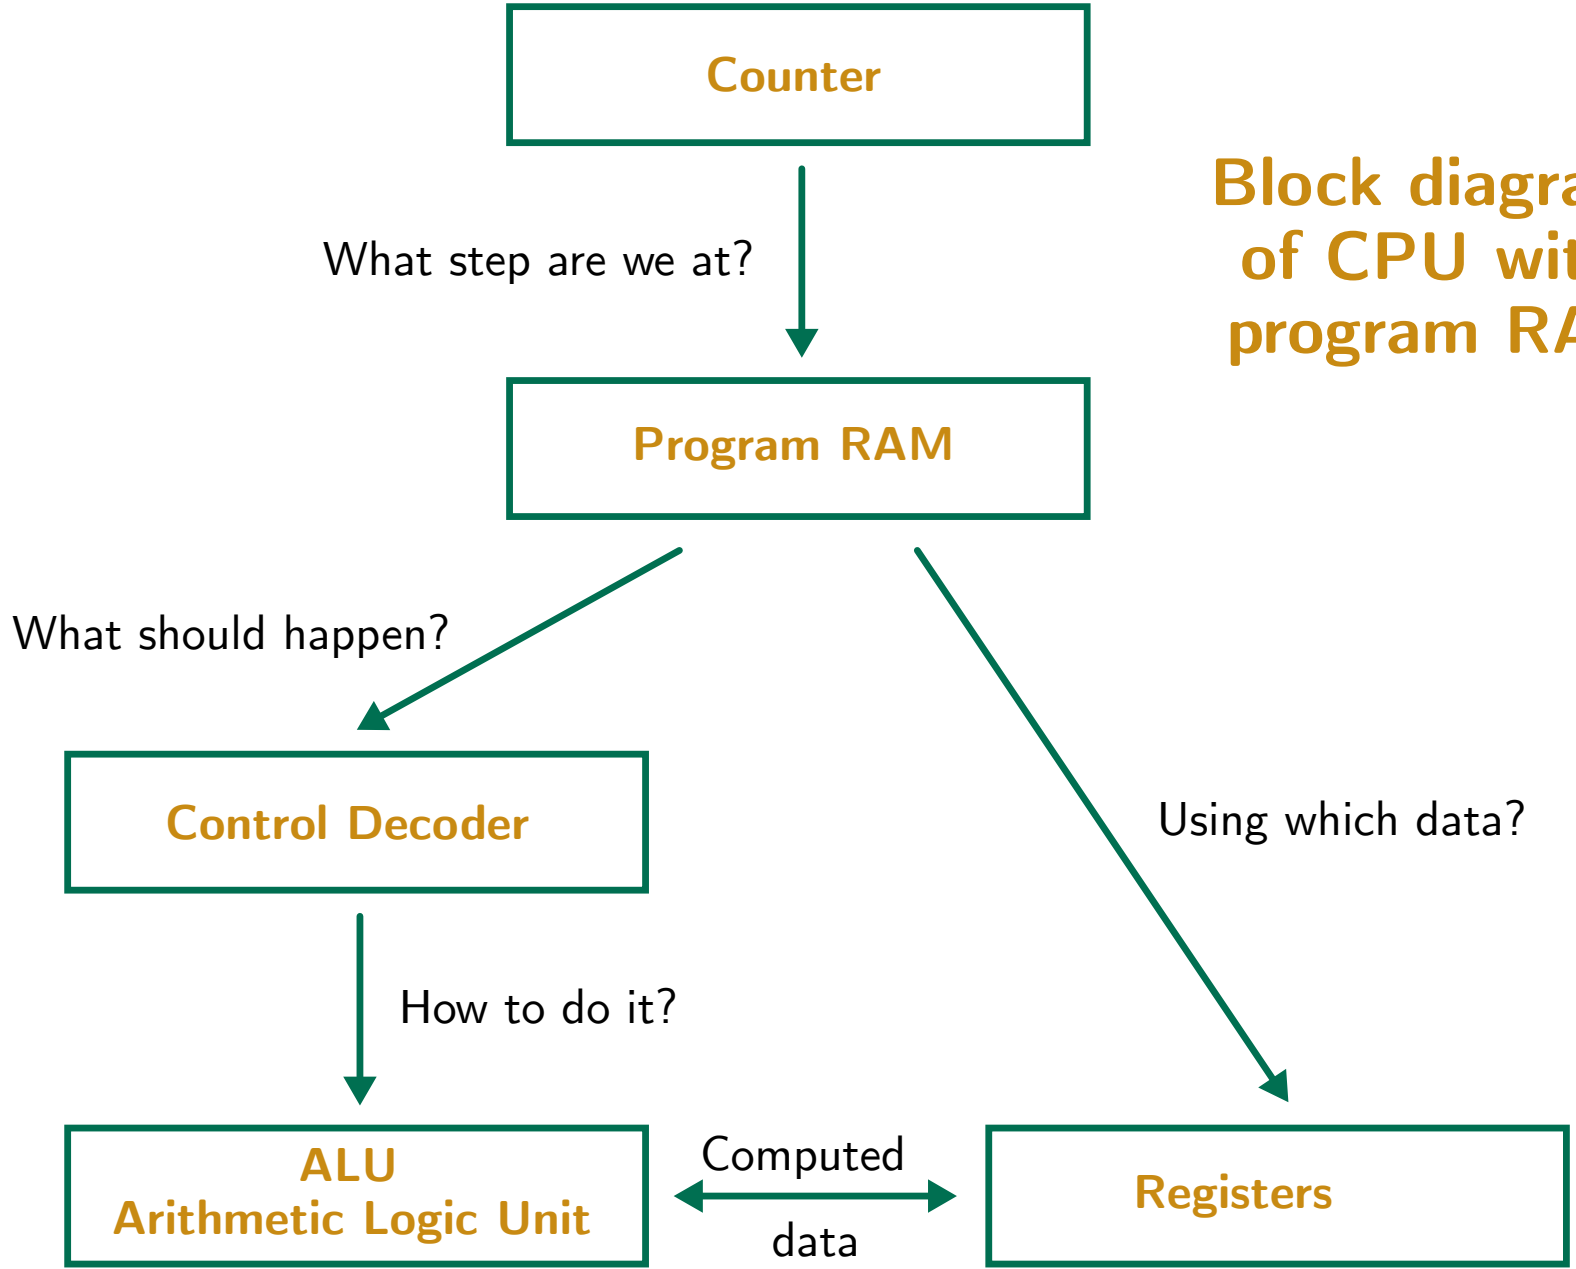 Counter
Block diagra
of CPU wit
program RA
What step are we at?
Program RAM
What should happen?
Control Decoder
Using which data?
How to do it?
ALU
Arithmetic Logic Unit
Computed
data
Registers